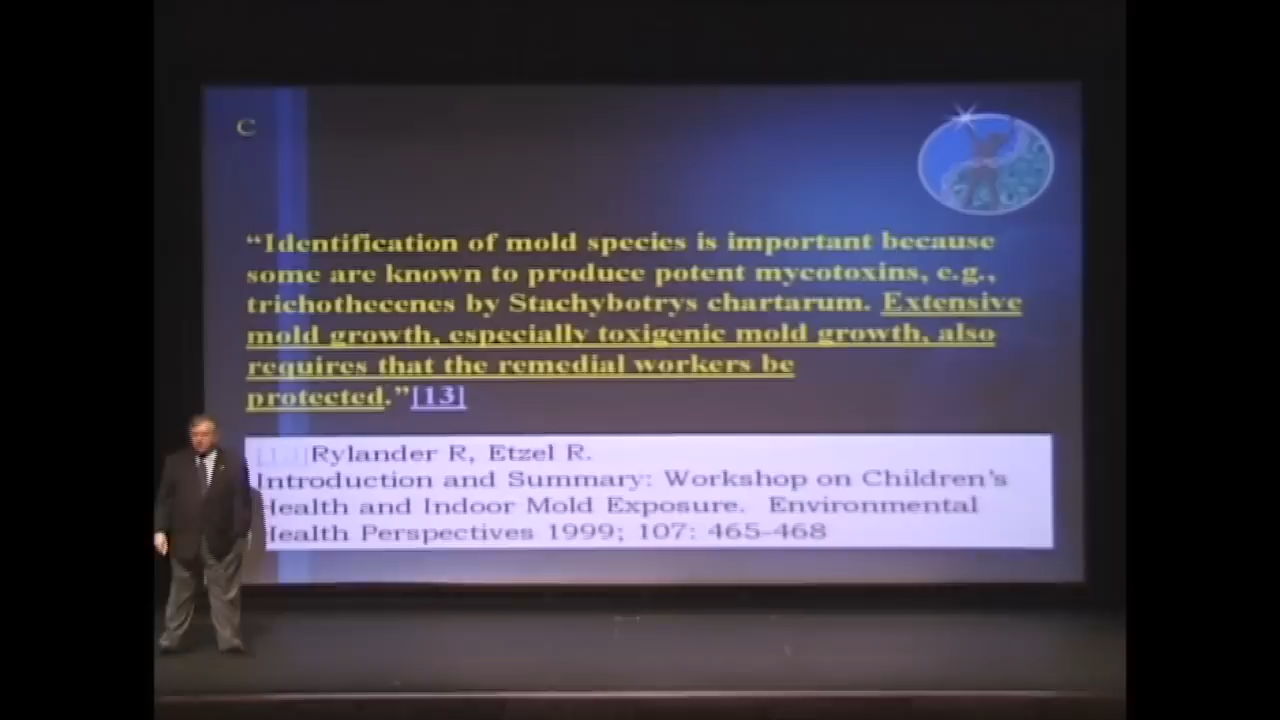 C
“Identification of mold species is important because
some are known to produce potent mycotoxins, e.g.,
trichothecenes by Stachybotrys chartarum. Extensive
mold growth, especially toxigenic mold growth, also
requires that the remedial workers be
protected.”[13]
[13]Rylander R, Etzel R.
Introduction and Summary: Workshop on Children’s
Health and Indoor Mold Exposure. Environmental
Health Perspectives 1999; 107: 465-468